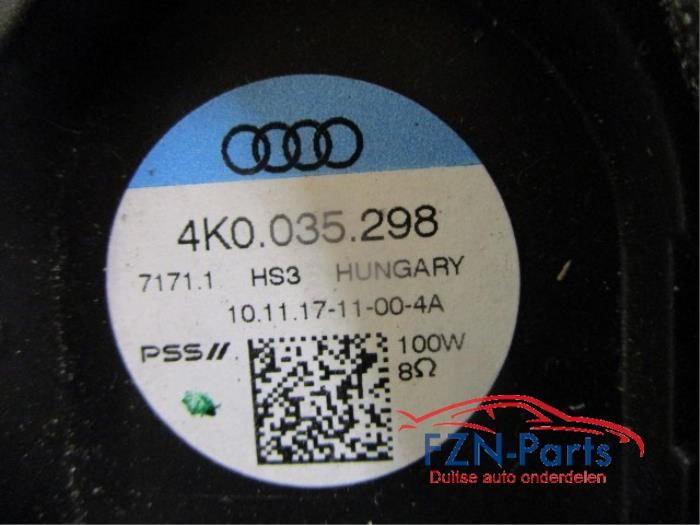 4K0.035.298
7171.1 HS3 HUNGARY
10.11.17-11-00-4A
PSS// 100W
8Ω
FZN-Parts
Duitse auto onderdelen